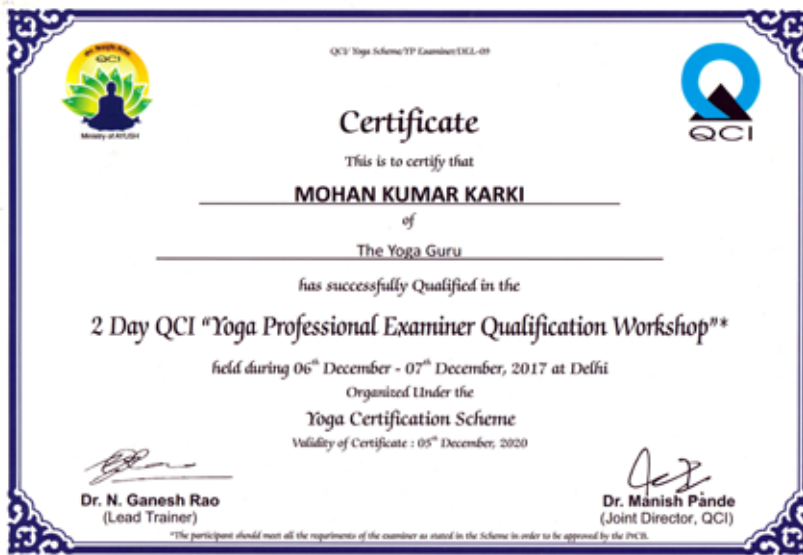 QCI/ Yoga Scheme/YP Examiner/DGL-09
QCI
Ministry of AYUSH
QCI
Certificate
This is to certify that
MOHAN KUMAR KARKI
of
The Yoga Guru
has successfully Qualified in the
2 Day QCI "Yoga Professional Examiner Qualification Workshop"*
held during 06th December - 07th December, 2017 at Delhi
Organized Under the
Yoga Certification Scheme
Validity of Certificate : 05th December, 2020
Dr. N. Ganesh Rao
(Lead Trainer)
Dr. Manish Pande
(Joint Director, QCI)
*The participant should meet all the requriments of the examiner as stated in the Scheme in order to be approved by the PrCB.